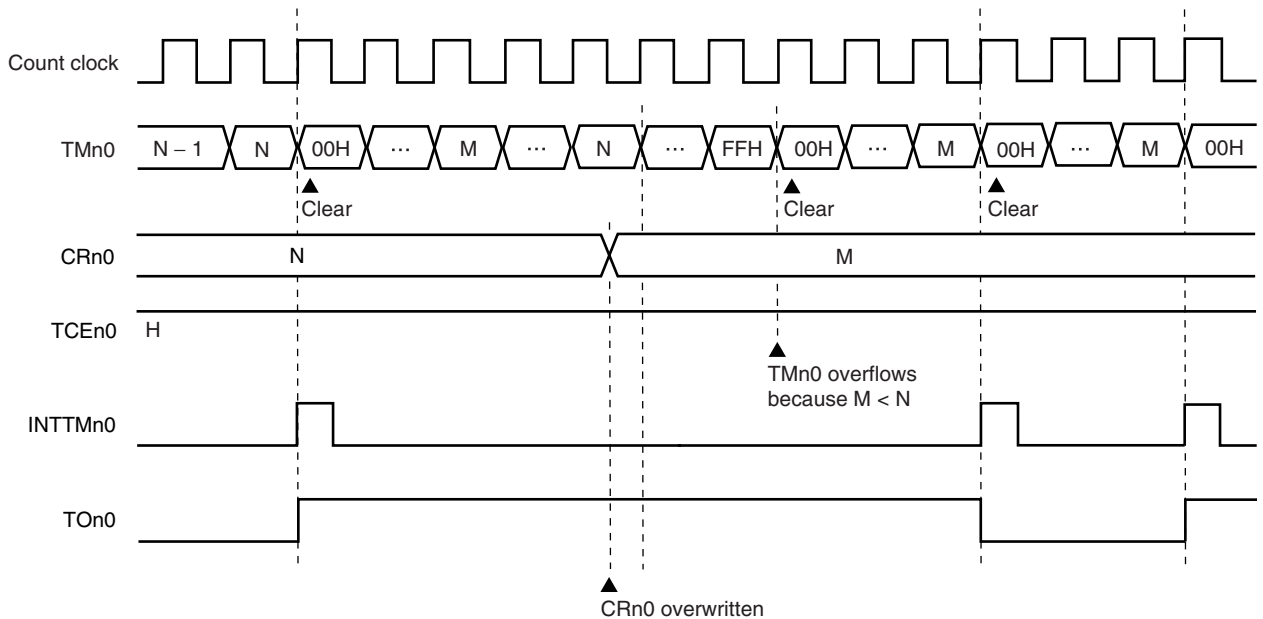 Count clock
TMn0 N − 1 N 00H ... M ... N ... FFH 00H ... M 00H ... M 00H
Clear Clear Clear
CRn0 N M
TCEn0 H
TMn0 overflows
because M < N
INTTMn0
TOn0
CRn0 overwritten